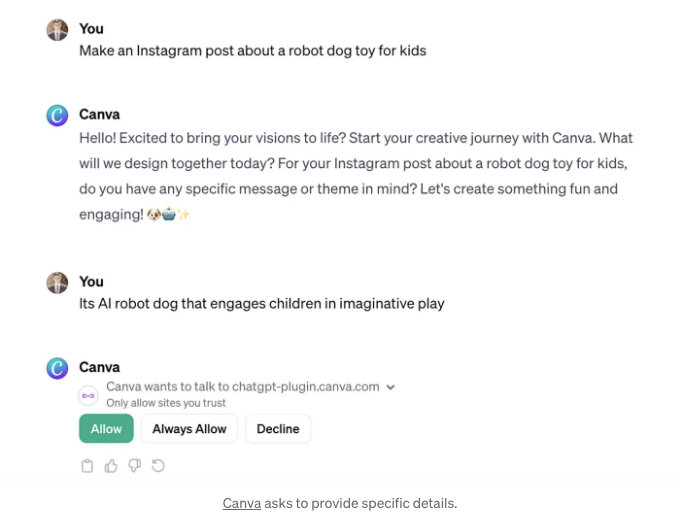 You
Make an Instagram post about a robot dog toy for kids
Canva
Hello! Excited to bring your visions to life? Start your creative journey with Canva. What
will we design together today? For your Instagram post about a robot dog toy for kids,
do you have any specific message or theme in mind? Let's create something fun and
engaging! 🐶🤖✨
You
Its AI robot dog that engages children in imaginative play
Canva
Canva wants to talk to chatgpt-plugin.canva.com
Only allow sites you trust
Allow Always Allow Decline
Canva asks to provide specific details.